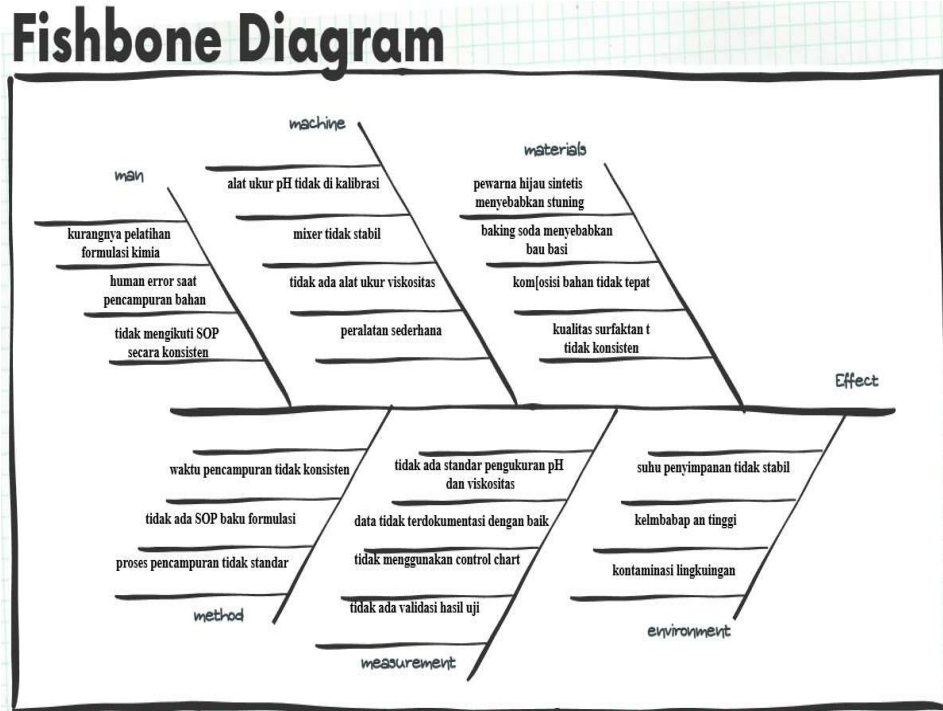 Fishbone Diagram
man
kurangnya pelatihan
formulasi kimia
human error saat
pencampuran bahan
tidak mengikuti SOP
secara konsisten
machine
alat ukur pH tidak di kalibrasi
mixer tidak stabil
tidak ada alat ukur viskositas
peralatan sederhana
materials
pewarna hijau sintetis
menyebabkan stuning
baking soda menyebabkan
bau basi
kom[osisi bahan tidak tepat
kualitas surfaktan t
tidak konsisten
Effect
waktu pencampuran tidak konsisten
tidak ada SOP baku formulasi
proses pencampuran tidak standar
method
tidak ada standar pengukuran pH
dan viskositas
data tidak terdokumentasi dengan baik
tidak menggunakan control chart
tidak ada validasi hasil uji
measurement
suhu penyimpanan tidak stabil
kelmbabap an tinggi
kontaminasi lingkuingan
environment